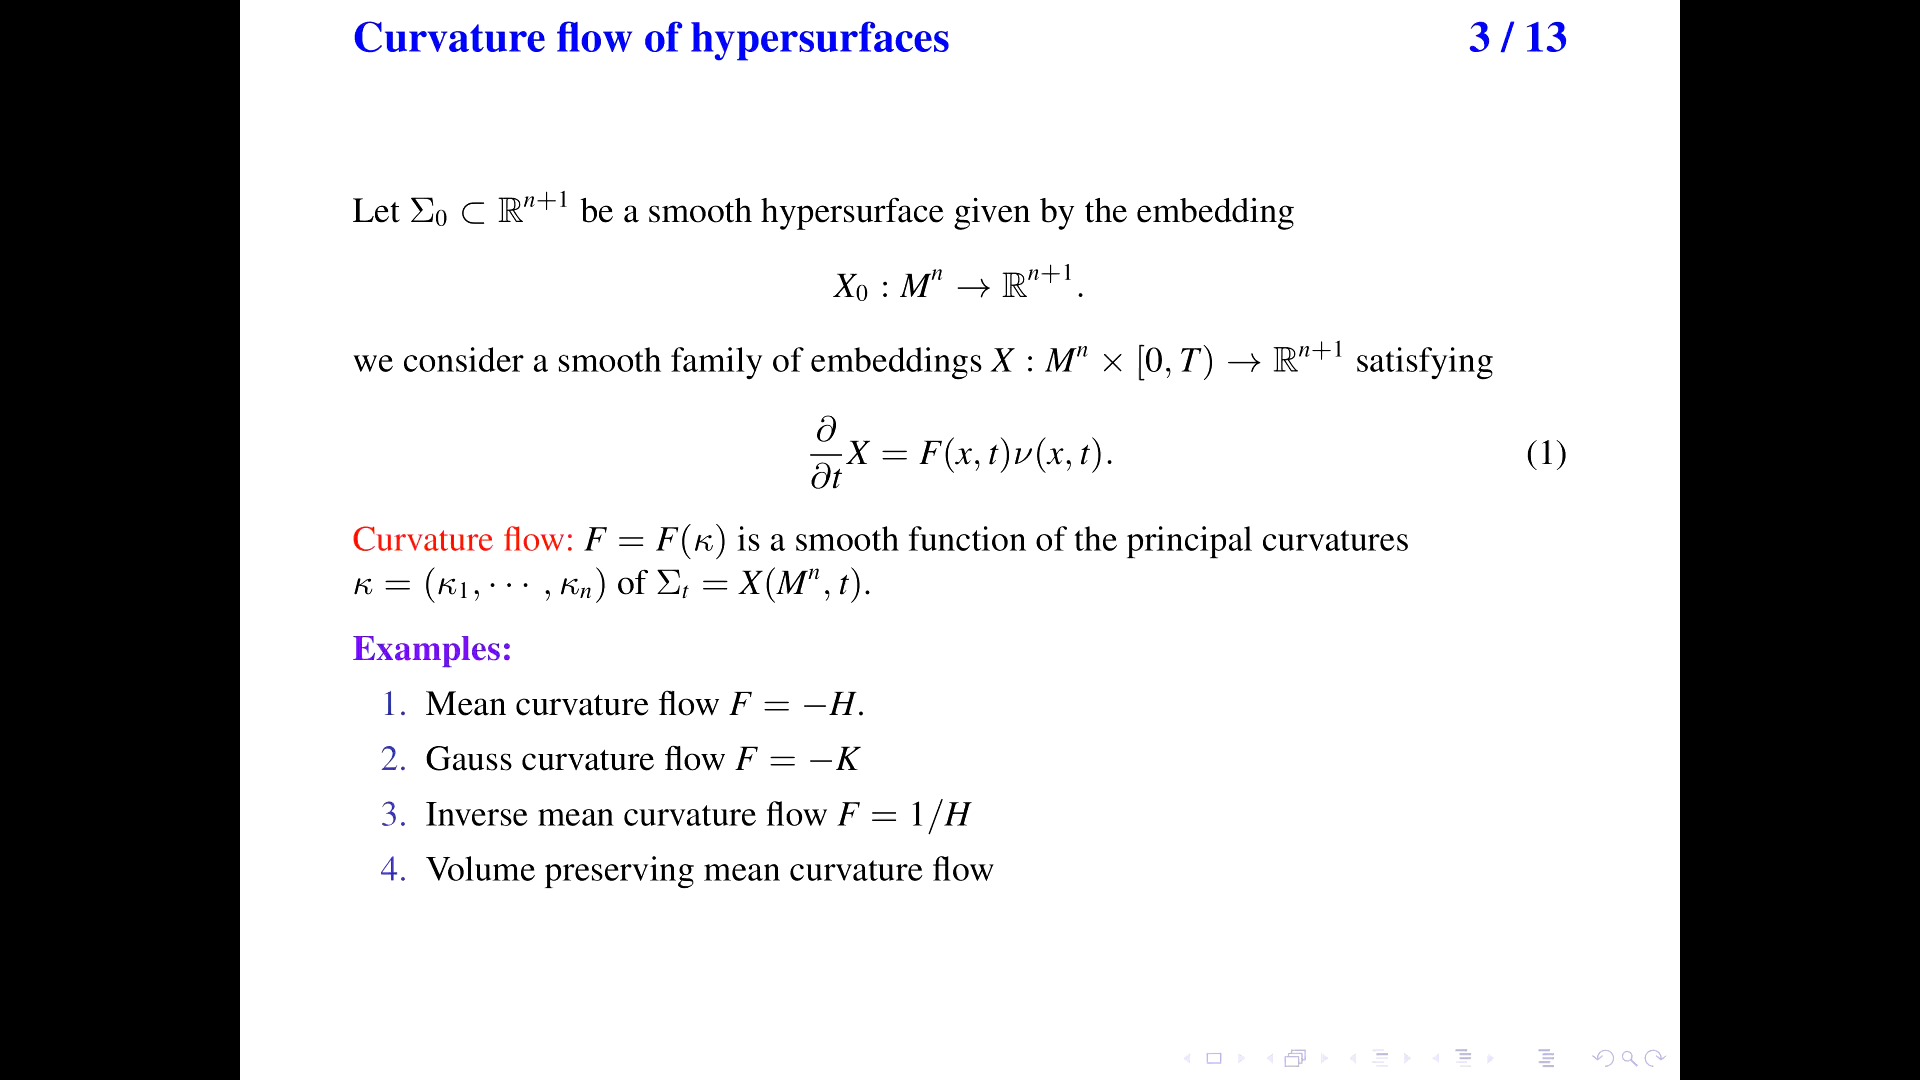 Curvature flow of hypersurfaces 3 / 13
Let Σ₀ ⊂ ℝⁿ⁺¹ be a smooth hypersurface given by the embedding
X₀ : Mⁿ → ℝⁿ⁺¹.
we consider a smooth family of embeddings X : Mⁿ × [0, T) → ℝⁿ⁺¹ satisfying
∂/∂t X = F(x, t)ν(x, t). (1)
Curvature flow: F = F(κ) is a smooth function of the principal curvatures
κ = (κ₁, ⋯ , κₙ) of Σₜ = X(Mⁿ, t).
Examples:
1. Mean curvature flow F = −H.
2. Gauss curvature flow F = −K
3. Inverse mean curvature flow F = 1/H
4. Volume preserving mean curvature flow